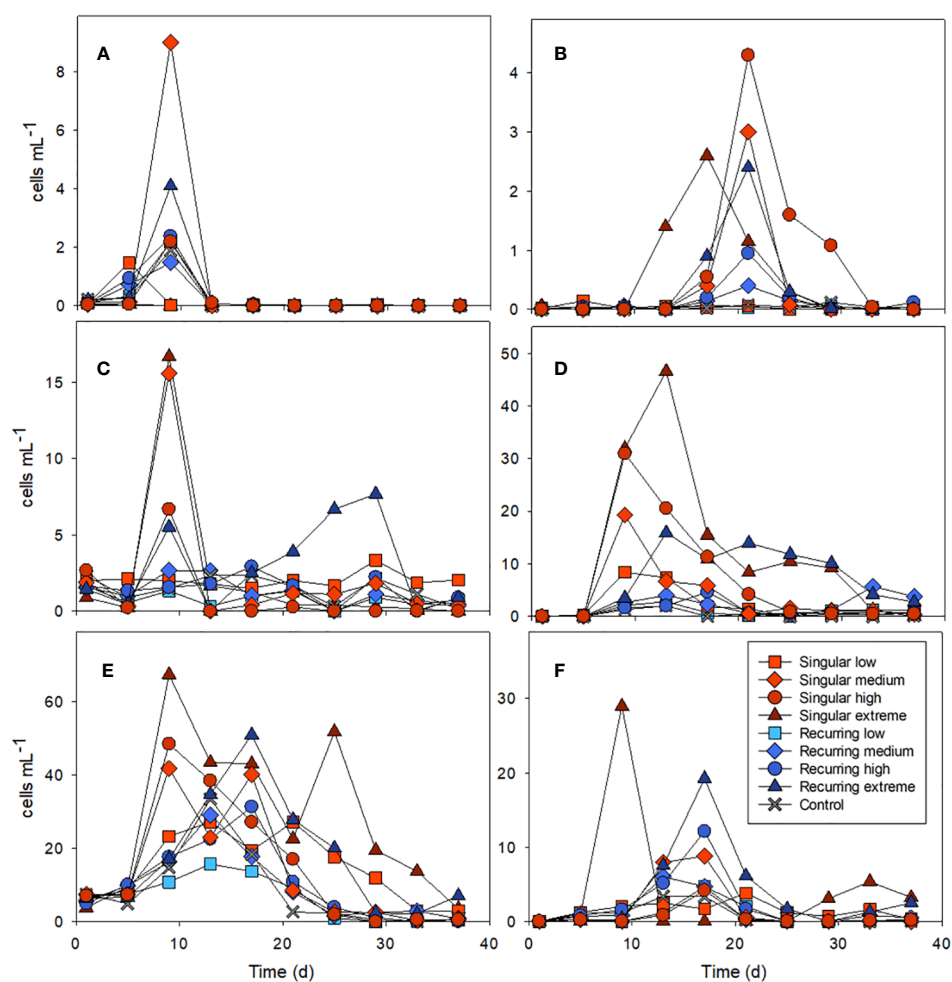 A
B
cells mL-1
8
6
4
2
0
4
3
2
1
0
C
D
cells mL-1
15
10
5
0
50
40
30
20
10
0
E
F
cells mL-1
60
40
20
0
30
20
10
0
Singular low
Singular medium
Singular high
Singular extreme
Recurring low
Recurring medium
Recurring high
Recurring extreme
Control
0 10 20 30 40
0 10 20 30 40
Time (d)
Time (d)